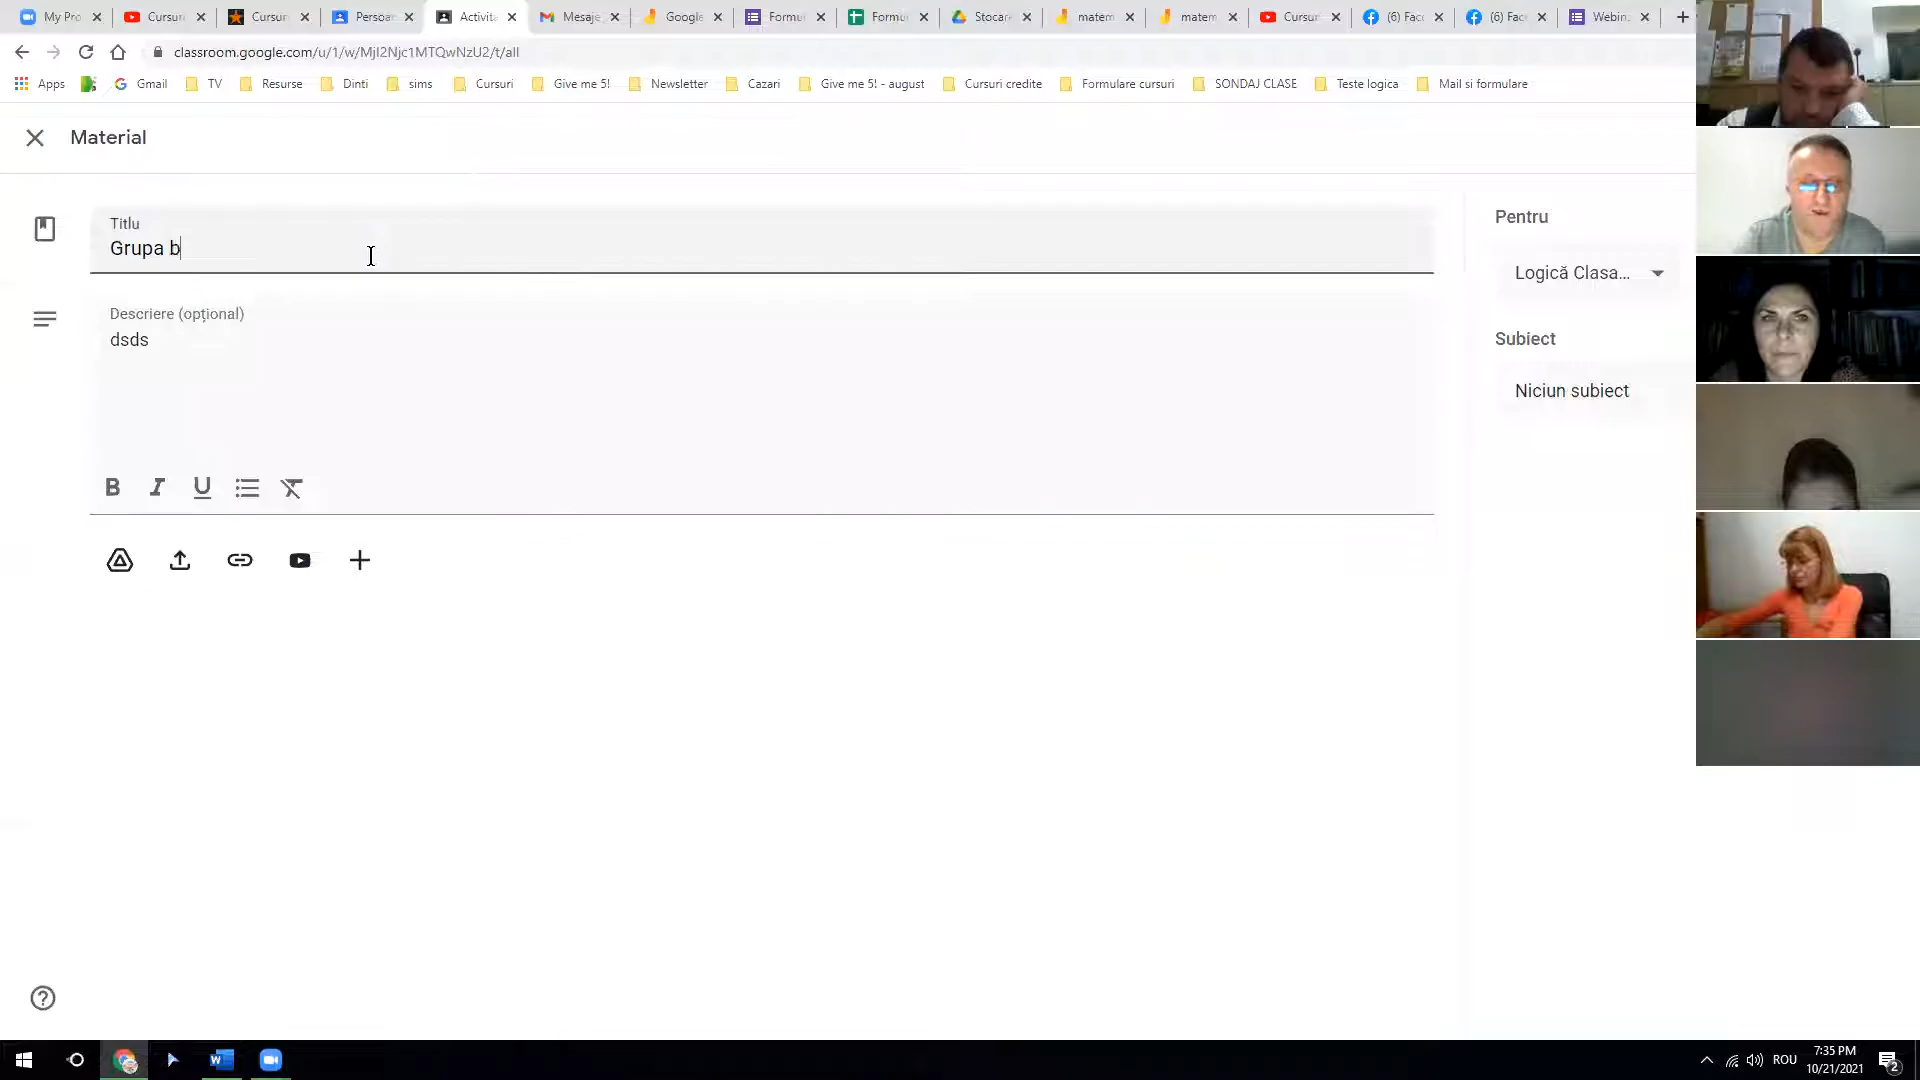 My Pro
Cursur
Cursur
Persoa
Activita
Mesaje
Google
Formu
Formu
Stocar
matem
matem
Cursur
(6) Fac
(6) Fac
Webin
classroom.google.com/u/1/w/MjI2Njc1MTQwNzU2/t/all
Apps
Gmail
TV
Resurse
Dinti
sims
Cursuri
Give me 5!
Newsletter
Cazari
Give me 5! - august
Cursuri credite
Formulare cursuri
SONDAJ CLASE
Teste logica
Mail si formulare
Material
Titlu
Grupa b
Pentru
Logică Clasa...
Descriere (opțional)
dsds
Subiect
Niciun subiect
B I U
ROU
7:35 PM
10/21/2021
2